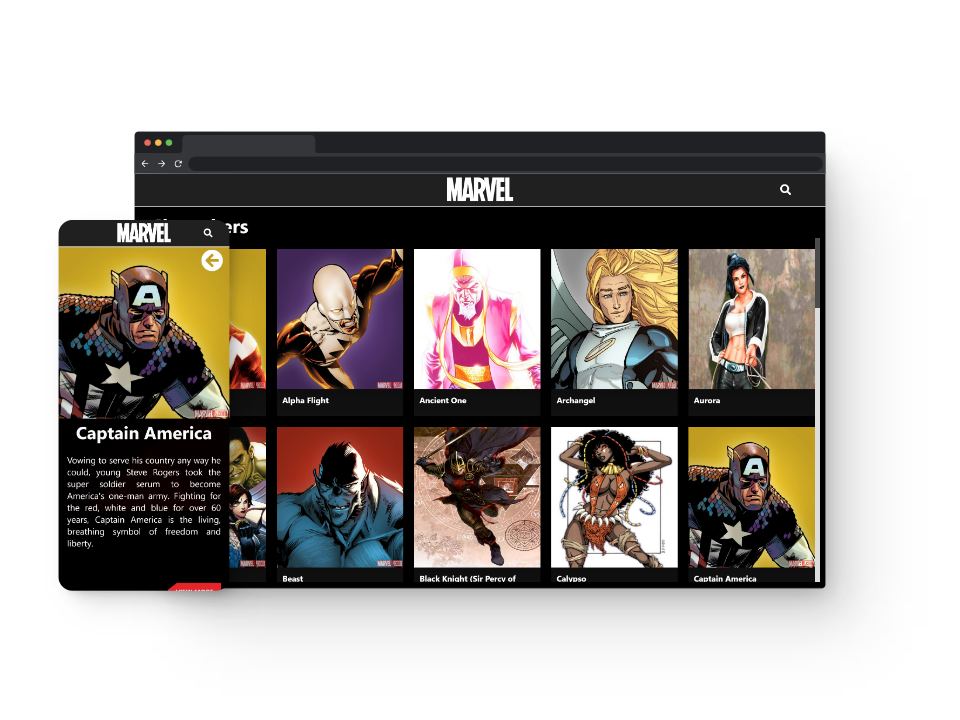 MARVEL
ers
Alpha Flight
Ancient One
Archangel
Aurora
Beast
Black Knight (Sir Percy of
Calypso
Captain America
MARVEL
A
Captain America
Vowing to serve his country any way he
could, young Steve Rogers took the
super soldier serum to become
America's one-man army. Fighting for
the red, white and blue for over 60
years, Captain America is the living,
breathing symbol of freedom and
liberty.